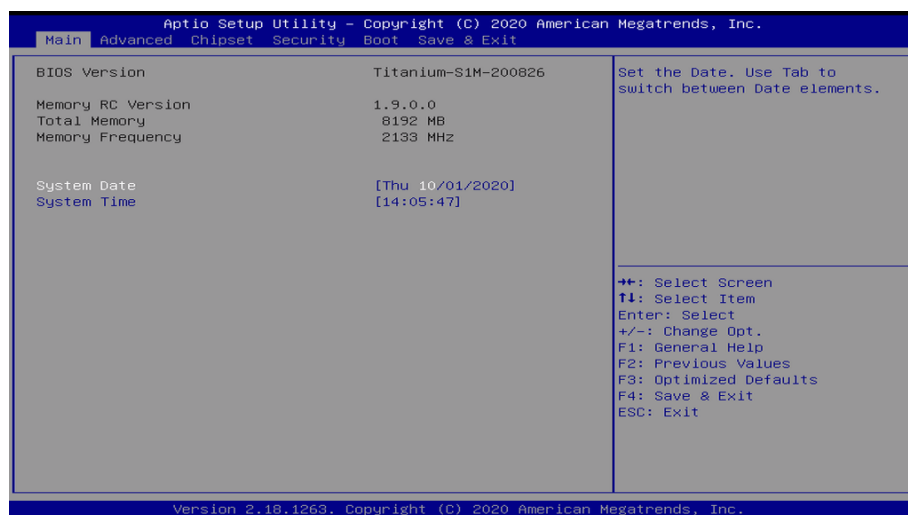 Aptio Setup Utility – Copyright (C) 2020 American Megatrends, Inc.
Main Advanced Chipset Security Boot Save & Exit
BIOS Version Titanium-S1M-200826
Memory RC Version 1.9.0.0
Total Memory 8192 MB
Memory Frequency 2133 MHz
System Date [Thu 10/01/2020]
System Time [14:05:47]
Set the Date. Use Tab to
switch between Date elements.
→←: Select Screen
↑↓: Select Item
Enter: Select
+/-: Change Opt.
F1: General Help
F2: Previous Values
F3: Optimized Defaults
F4: Save & Exit
ESC: Exit
Version 2.18.1263. Copyright (C) 2020 American Megatrends, Inc.